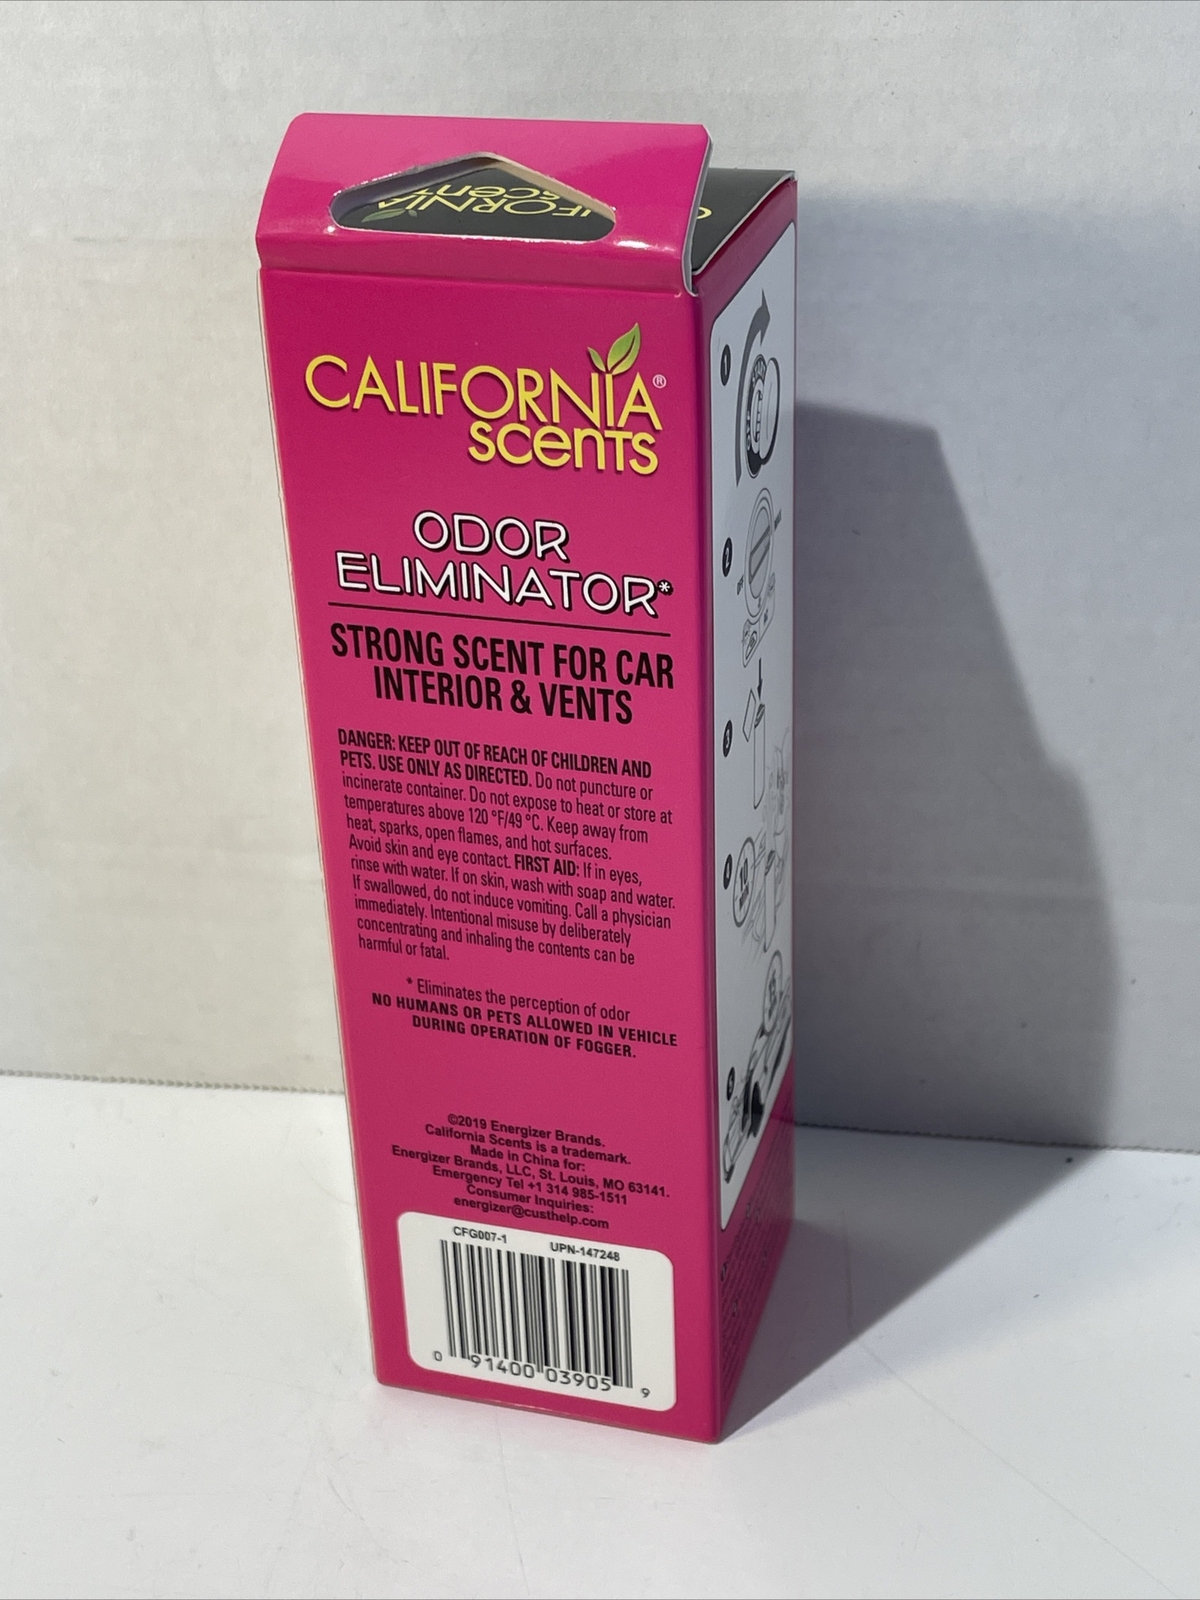 CALIFORNIA®
scents
ODOR
ELIMINATOR*
STRONG SCENT FOR CAR
INTERIOR & VENTS
DANGER: KEEP OUT OF REACH OF CHILDREN AND
PETS. USE ONLY AS DIRECTED. Do not puncture or
incinerate container. Do not expose to heat or store at
temperatures above 120 °F/49 °C. Keep away from
heat, sparks, open flames, and hot surfaces.
Avoid skin and eye contact. FIRST AID: If in eyes,
rinse with water. If on skin, wash with soap and water.
If swallowed, do not induce vomiting. Call a physician
immediately. Intentional misuse by deliberately
concentrating and inhaling the contents can be
harmful or fatal.
* Eliminates the perception of odor
NO HUMANS OR PETS ALLOWED IN VEHICLE
DURING OPERATION OF FOGGER.
©2019 Energizer Brands.
California Scents is a trademark.
Made in China for:
Energizer Brands, LLC, St. Louis, MO 63141.
Emergency Tel +1 314 985-1511
Consumer Inquiries:
energizer@custhelp.com
CFG007-1 UPN-147248
0 91400 03905 9
1
2
3
4
10
5